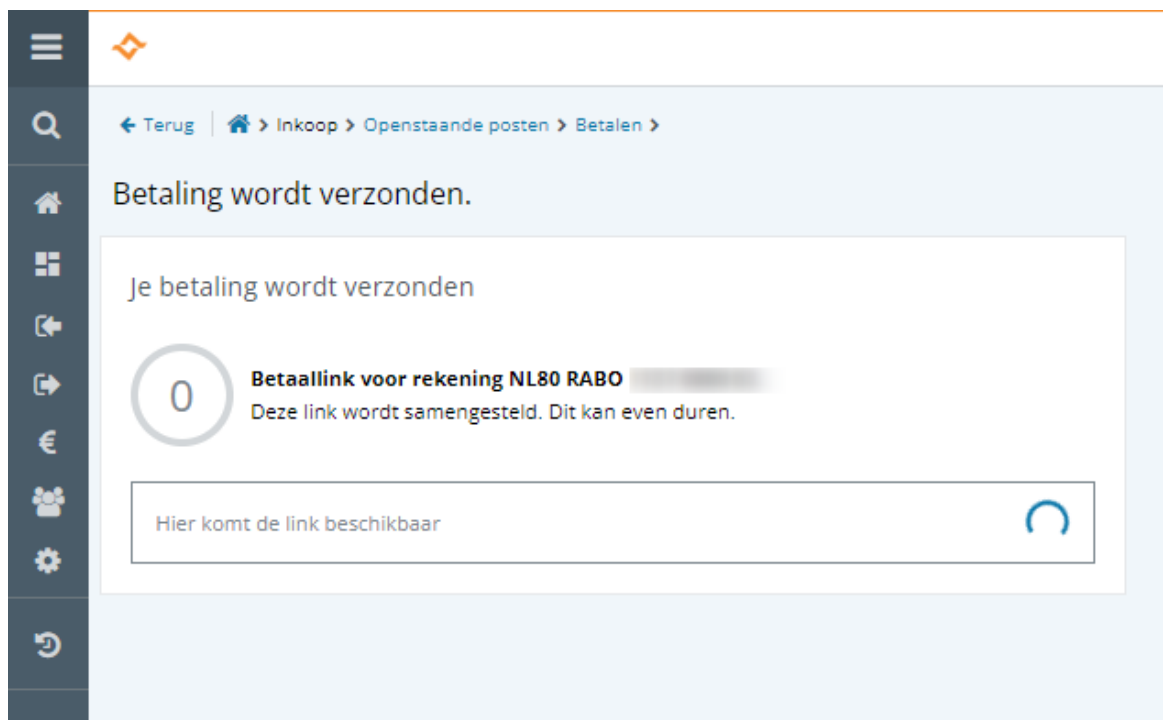 Terug > Inkoop > Openstaande posten > Betalen >
Betaling wordt verzonden.
Je betaling wordt verzonden
0
Betaallink voor rekening NL80 RABO
Deze link wordt samengesteld. Dit kan even duren.
Hier komt de link beschikbaar
€